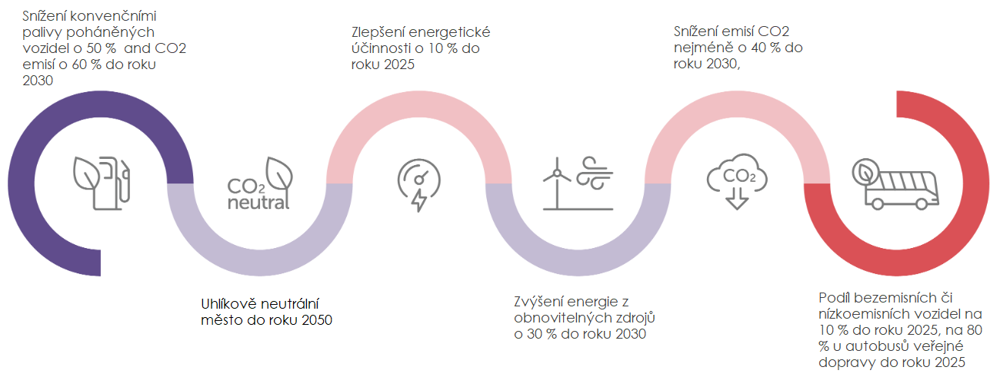 Snížení konvenčními
palivy poháněných
vozidel o 50 %  and CO2
emisí o 60 % do roku
2030
CO2
neutral
Uhlíkově neutrální
město do roku 2050
Zlepšení energetické
účinnosti o 10 % do
roku 2025
Zvýšení energie z
obnovitelných zdrojů
o 30 % do roku 2030
Snížení emisí CO2
nejméně o 40 % do
roku 2030,
CO2
Podíl bezemisních či
nízkoemisních vozidel na
10 % do roku 2025, na 80
% u autobusů veřejné
dopravy do roku 2025